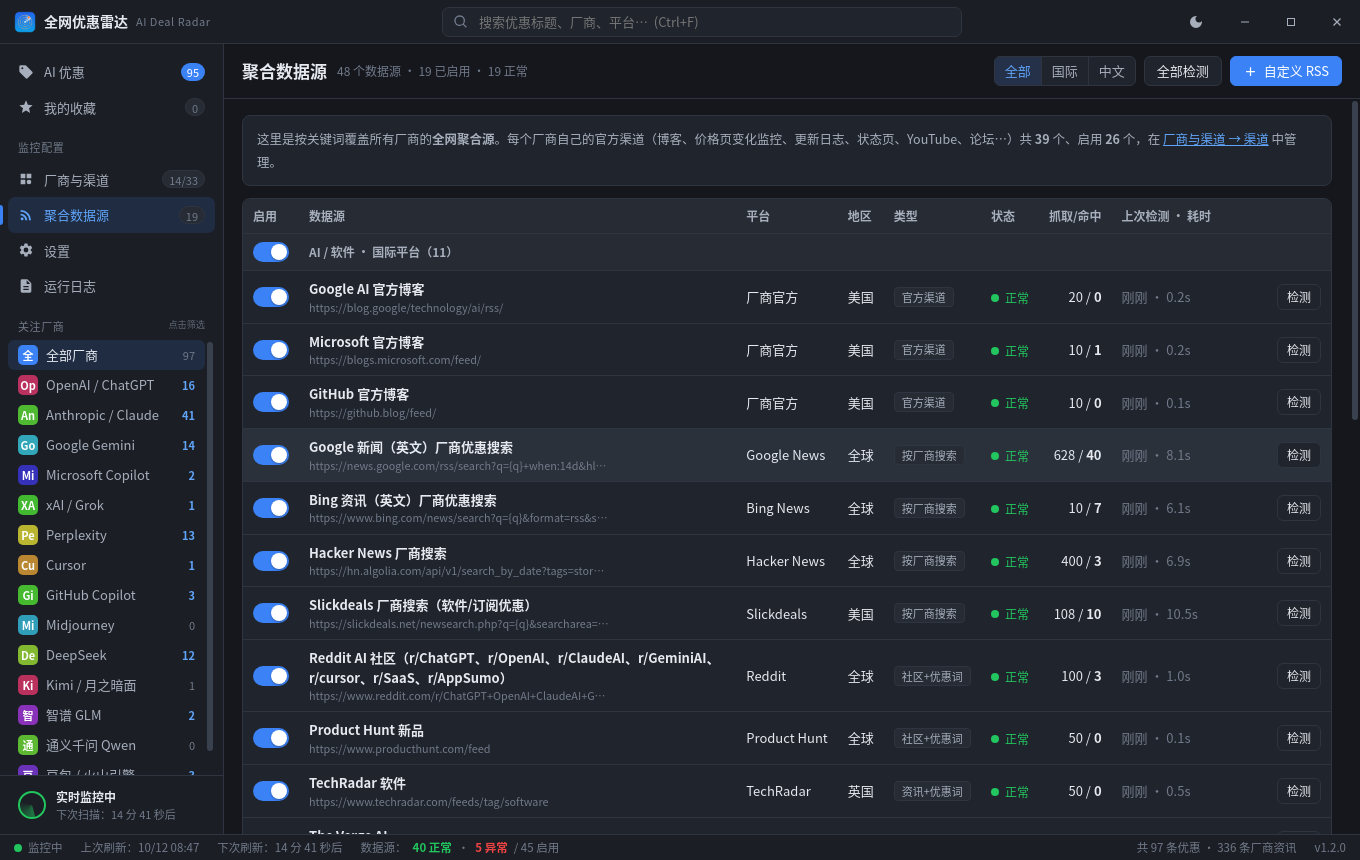 全网优惠雷达 AI Deal Radar
搜索优惠标题、厂商、平台… (Ctrl+F)
AI 优惠 95
我的收藏 0
监控配置
厂商与渠道 14/33
聚合数据源 19
设置
运行日志
关注厂商 点击筛选
全 全部厂商 97
Op OpenAI / ChatGPT 16
An Anthropic / Claude 41
Go Google Gemini 14
Mi Microsoft Copilot 2
XA xAI / Grok 1
Pe Perplexity 13
Cu Cursor 1
Gi GitHub Copilot 3
Mi Midjourney 0
De DeepSeek 12
Ki Kimi / 月之暗面 1
智 智谱 GLM 2
通 通义千问 Qwen 0
豆 豆包 / 火山引擎 3
实时监控中
下次扫描：14 分 41 秒后
聚合数据源 48 个数据源 · 19 已启用 · 19 正常
全部 国际 中文 全部检测 + 自定义 RSS
这里是按关键词覆盖所有厂商的全网聚合源。每个厂商自己的官方渠道（博客、价格页变化监控、更新日志、状态页、YouTube、论坛…）共 39 个、启用 26 个，在 厂商与渠道 → 渠道 中管
理。
启用 数据源 平台 地区 类型 状态 抓取/命中 上次检测 · 耗时
AI / 软件 · 国际平台（11）
Google AI 官方博客
https://blog.google/technology/ai/rss/
厂商官方 美国 官方渠道 正常 20 / 0 刚刚 · 0.2s 检测
Microsoft 官方博客
https://blogs.microsoft.com/feed/
厂商官方 美国 官方渠道 正常 10 / 1 刚刚 · 0.2s 检测
GitHub 官方博客
https://github.blog/feed/
厂商官方 美国 官方渠道 正常 10 / 0 刚刚 · 0.1s 检测
Google 新闻（英文）厂商优惠搜索
https://news.google.com/rss/search?q={q}+when:14d&hl…
Google News 全球 按厂商搜索 正常 628 / 40 刚刚 · 8.1s 检测
Bing 资讯（英文）厂商优惠搜索
https://www.bing.com/news/search?q={q}&format=rss&s…
Bing News 全球 按厂商搜索 正常 10 / 7 刚刚 · 6.1s 检测
Hacker News 厂商搜索
https://hn.algolia.com/api/v1/search_by_date?tags=stor…
Hacker News 全球 按厂商搜索 正常 400 / 3 刚刚 · 6.9s 检测
Slickdeals 厂商搜索（软件/订阅优惠）
https://slickdeals.net/newsearch.php?q={q}&searcharea=…
Slickdeals 美国 按厂商搜索 正常 108 / 10 刚刚 · 10.5s 检测
Reddit AI 社区（r/ChatGPT、r/OpenAI、r/ClaudeAI、r/GeminiAI、
r/cursor、r/SaaS、r/AppSumo）
https://www.reddit.com/r/ChatGPT+OpenAI+ClaudeAI+G…
Reddit 全球 社区+优惠词 正常 100 / 3 刚刚 · 1.0s 检测
Product Hunt 新品
https://www.producthunt.com/feed
Product Hunt 全球 社区+优惠词 正常 50 / 0 刚刚 · 0.1s 检测
TechRadar 软件
https://www.techradar.com/feeds/tag/software
TechRadar 英国 资讯+优惠词 正常 50 / 0 刚刚 · 0.5s 检测
The Verge AI
监控中 上次刷新：10/12 08:47 下次刷新：14 分 41 秒后 数据源： 40 正常 · 5 异常 / 45 启用 共 97 条优惠 · 336 条厂商资讯 v1.2.0